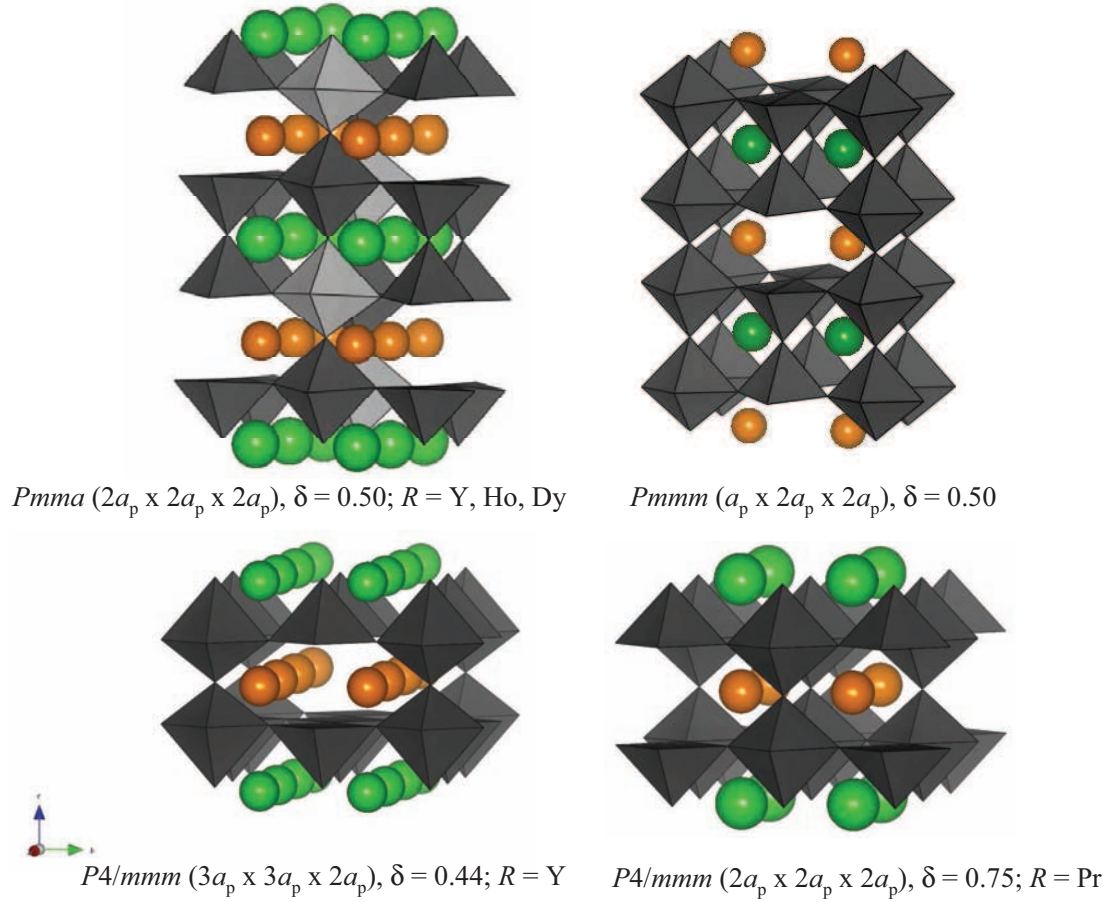 Pmma (2aₚ x 2aₚ x 2aₚ), δ = 0.50; R = Y, Ho, Dy
Pmmm (aₚ x 2aₚ x 2aₚ), δ = 0.50
P4/mmm (3aₚ x 3aₚ x 2aₚ), δ = 0.44; R = Y
P4/mmm (2aₚ x 2aₚ x 2aₚ), δ = 0.75; R = Pr